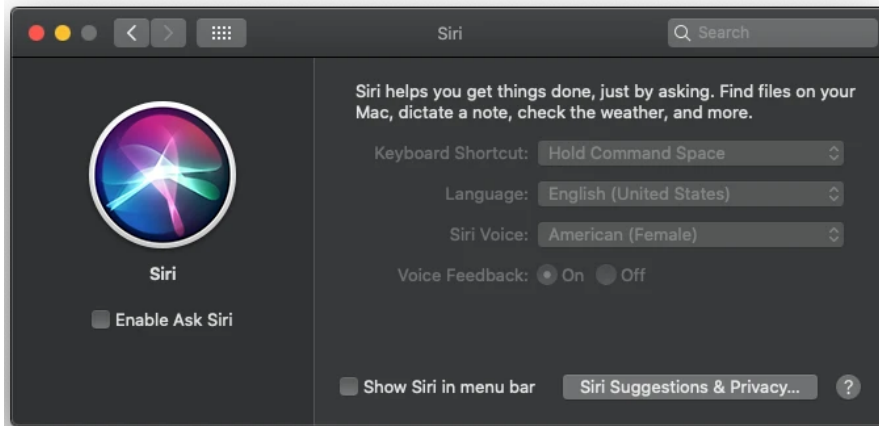 Siri
Search
Siri helps you get things done, just by asking. Find files on your
Mac, dictate a note, check the weather, and more.
Keyboard Shortcut: Hold Command Space
Language: English (United States)
Siri Voice: American (Female)
Voice Feedback: On Off
Siri
Enable Ask Siri
Show Siri in menu bar Siri Suggestions & Privacy... ?